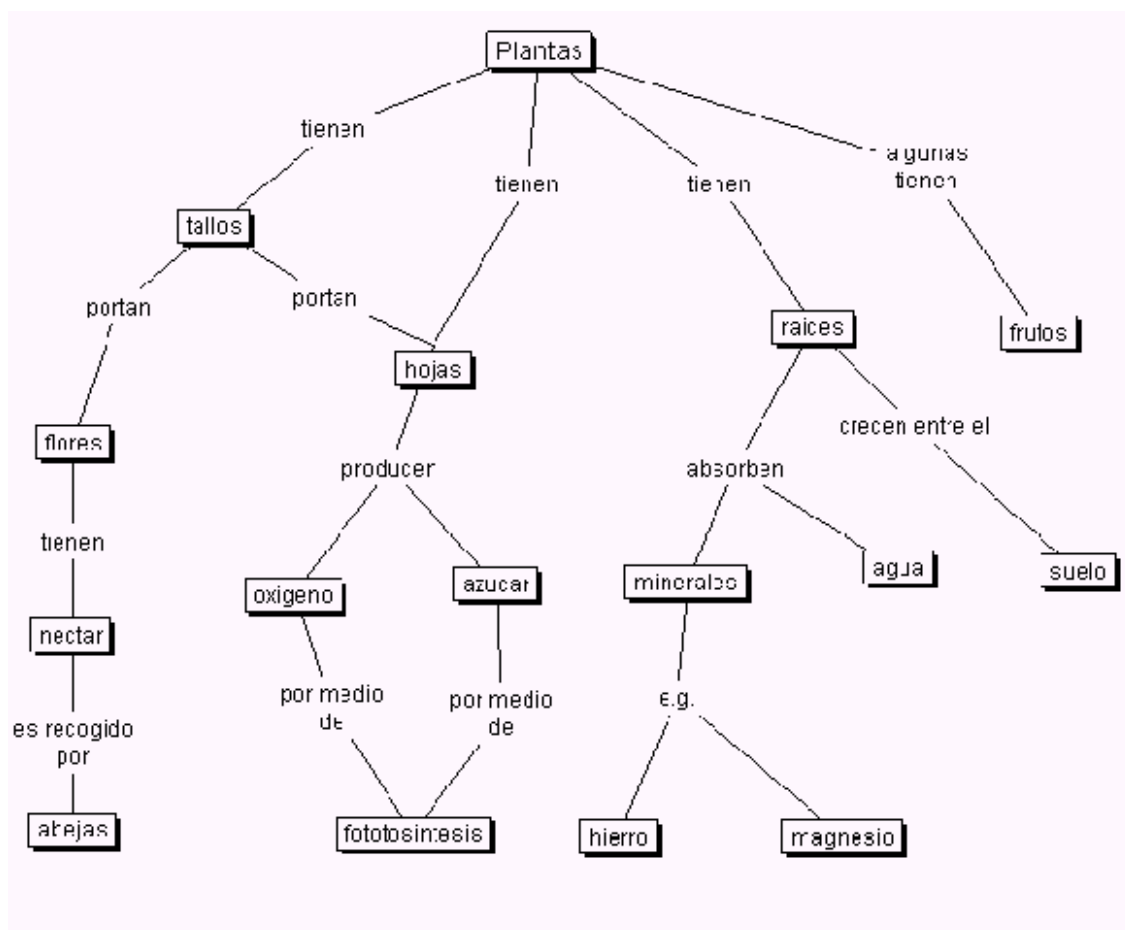 Plantas
tienen
tienen
tienen
algunas
tienen
tallos
portan
portan
raices
frutos
hojas
flores
crecen entre el
producen
absorben
tienen
oxigeno
azucar
minerales
agua
suelo
nectar
por medio
de
por medio
de
e.g.
es recogido
por
abejas
fototosintesis
hierro
magnesio